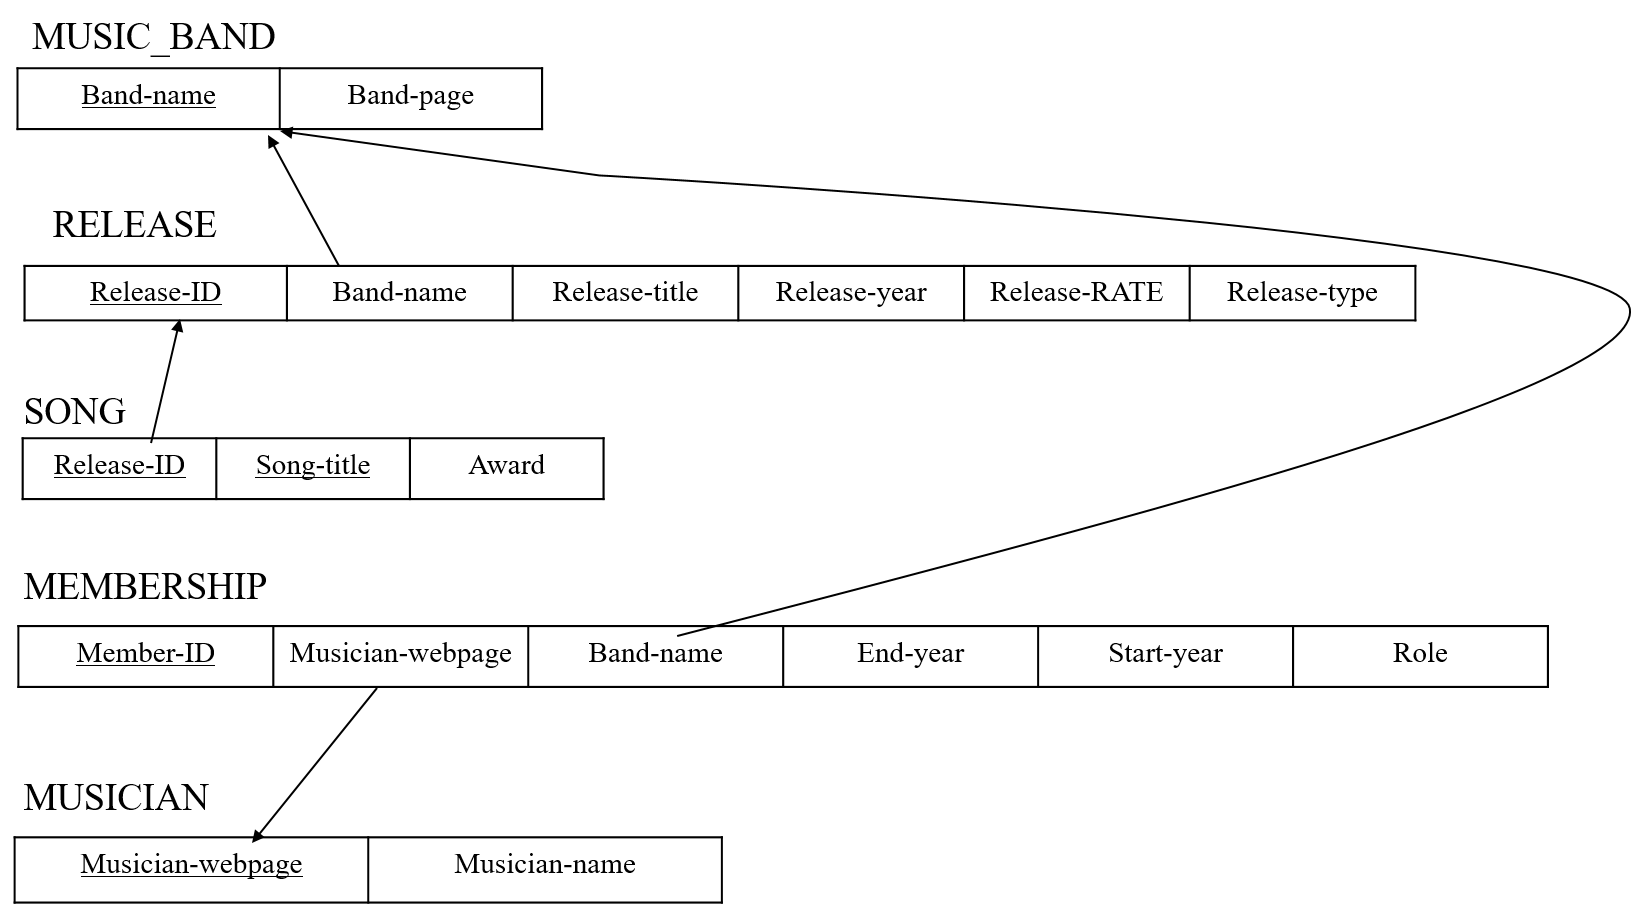 MUSIC_BAND
Band-name Band-page
RELEASE
Release-ID Band-name Release-title Release-year Release-RATE Release-type
SONG
Release-ID Song-title Award
MEMBERSHIP
Member-ID Musician-webpage Band-name End-year Start-year Role
MUSICIAN
Musician-webpage Musician-name